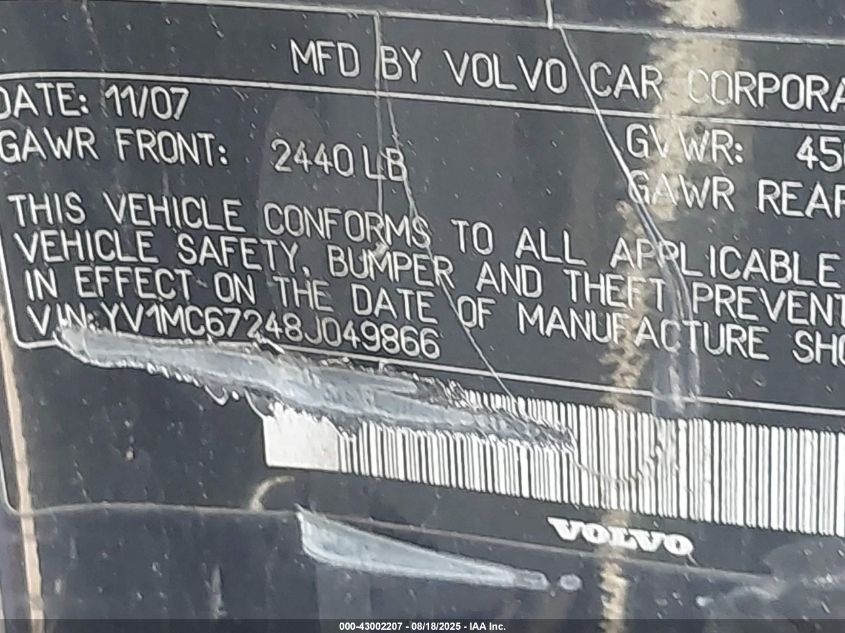 MFD BY VOLVO CAR CORPORA
DATE: 11/07
GAWR FRONT: 2440 LB GVWR: 450
GAWR REAR
THIS VEHICLE CONFORMS TO ALL APPLICABLE
VEHICLE SAFETY, BUMPER AND THEFT PREVENT
IN EFFECT ON THE DATE OF MANUFACTURE SHO
VIN: YV1MC67248J049866
VOLVO
000-43002207 - 08/18/2025 - IAA Inc.